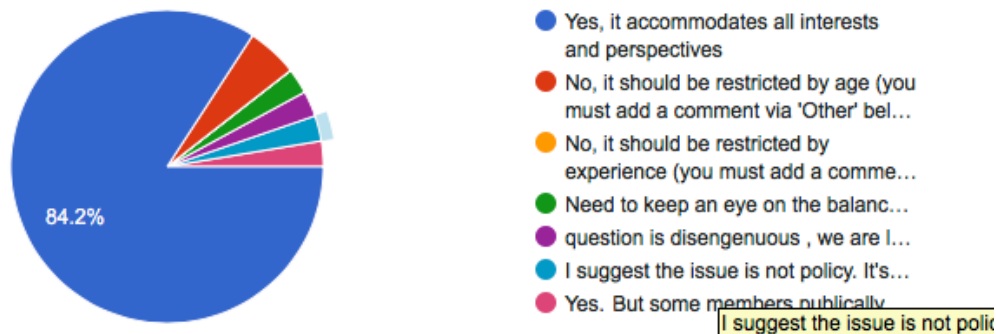 84.2%
Yes, it accommodates all interests
and perspectives
No, it should be restricted by age (you
must add a comment via 'Other' bel...
No, it should be restricted by
experience (you must add a comme...
Need to keep an eye on the balanc...
question is disengenuous , we are l...
I suggest the issue is not policy. It's...
Yes. But some members publically
I suggest the issue is not polic